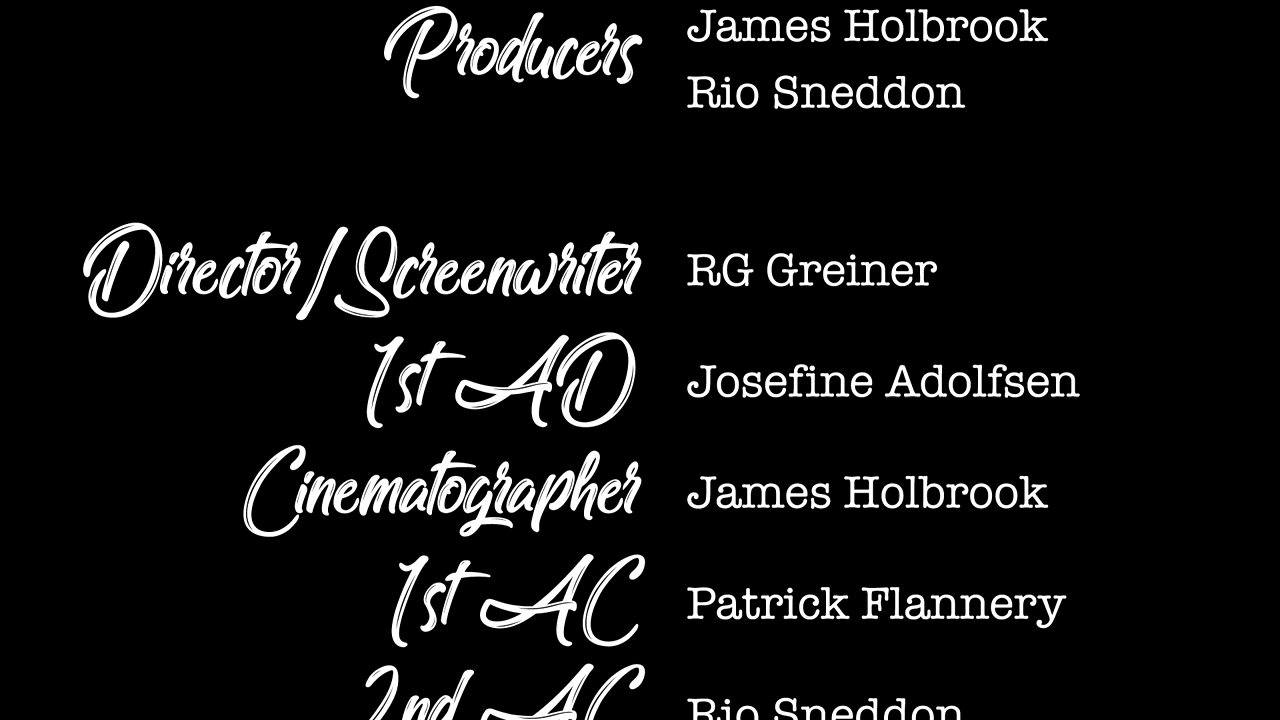 Producers James Holbrook
Rio Sneddon
Director/Screenwriter RG Greiner
1st AD Josefine Adolfsen
Cinematographer James Holbrook
1st AC Patrick Flannery
2nd AC Rio Sneddon